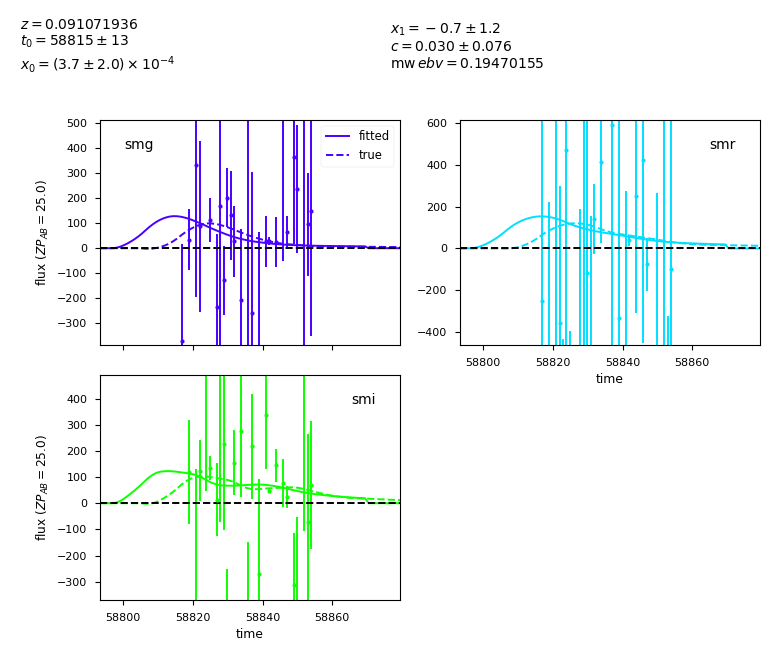 z = 0.091071936
t₀ = 58815 ± 13
x₀ = (3.7 ± 2.0) × 10⁻⁴
x₁ = −0.7 ± 1.2
c = 0.030 ± 0.076
mw ebv = 0.19470155
500
400
300
200
100
0
−100
−200
−300
flux (ZP_AB = 25.0)
smg
fitted
true
600
400
200
0
−200
−400
smr
58800 58820 58840 58860
time
400
300
200
100
0
−100
−200
−300
flux (ZP_AB = 25.0)
smi
58800 58820 58840 58860
time